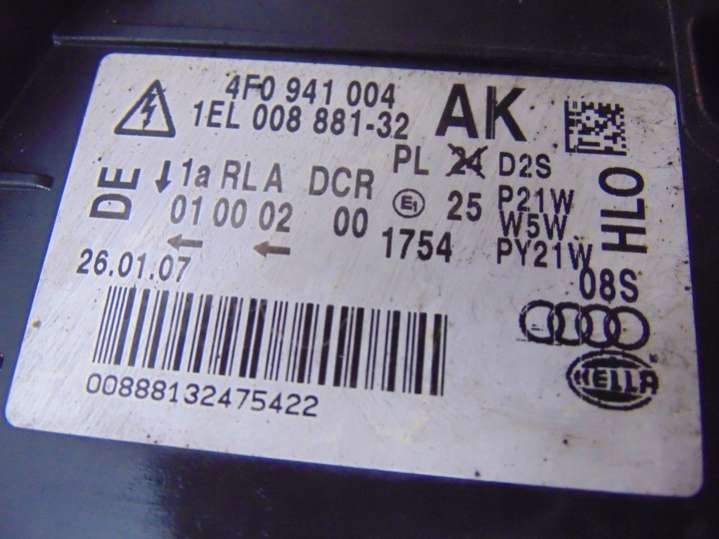 4F0 941 004 AK
1EL 008 881-32
PL 24 D2S
1a RLA DCR E1 25 P21W
W5W
01 00 02 00 1754 PY21W
DE
HLO
26.01.07
08S
00888132475422
HELLA